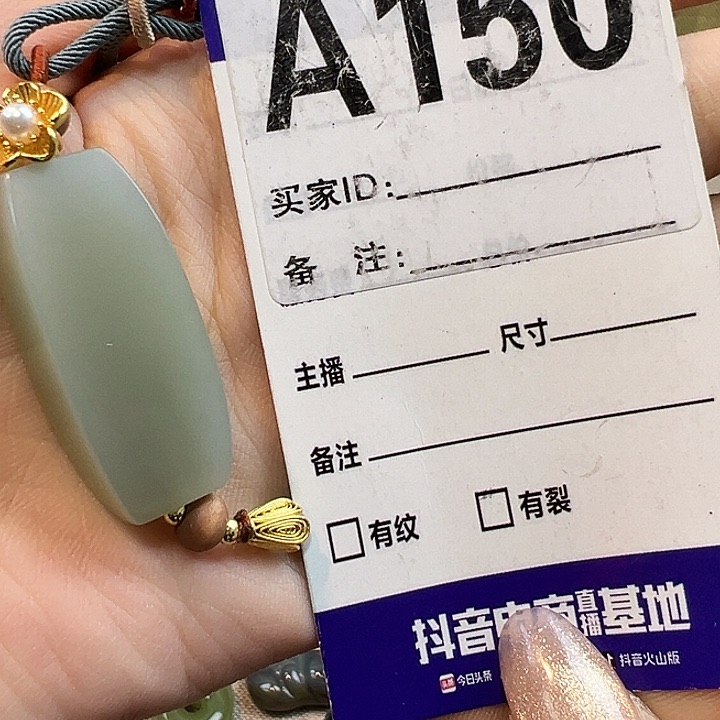 A150
买家ID:
备 注:
主播 尺寸
备注
有纹 有裂
抖音电商直播基地
今日头条 抖音火山版